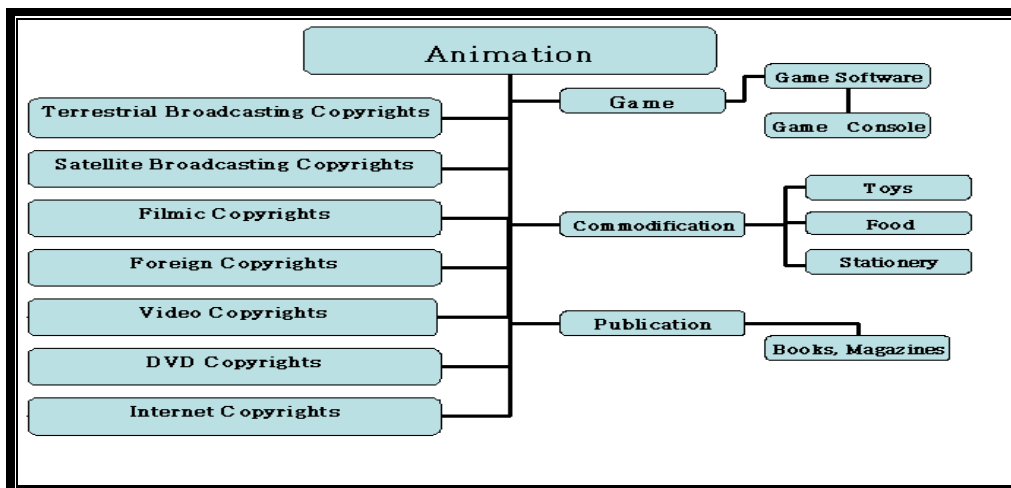 Animation
Terrestrial Broadcasting Copyrights
Satellite Broadcasting Copyrights
Filmic Copyrights
Foreign Copyrights
Video Copyrights
DVD Copyrights
Internet Copyrights
Game
Game Software
Game Console
Commodification
Toys
Food
Stationery
Publication
Books, Magazines